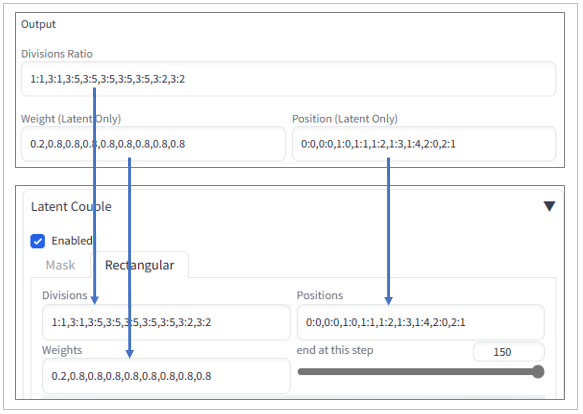 Output
Divisions Ratio
1:1,3:1,3:5,3:5,3:5,3:5,3:5,3:2,3:2
Weight (Latent Only)
Position (Latent Only)
0.2,0.8,0.8,0.8,0.8,0.8,0.8,0.8,0.8
0:0,0:0,1:0,1:1,1:2,1:3,1:4,2:0,2:1
Latent Couple
Enabled
Mask
Rectangular
Divisions
Positions
1:1,3:1,3:5,3:5,3:5,3:5,3:5,3:2,3:2
0:0,0:0,1:0,1:1,1:2,1:3,1:4,2:0,2:1
Weights
end at this step
150
0.2,0.8,0.8,0.8,0.8,0.8,0.8,0.8,0.8